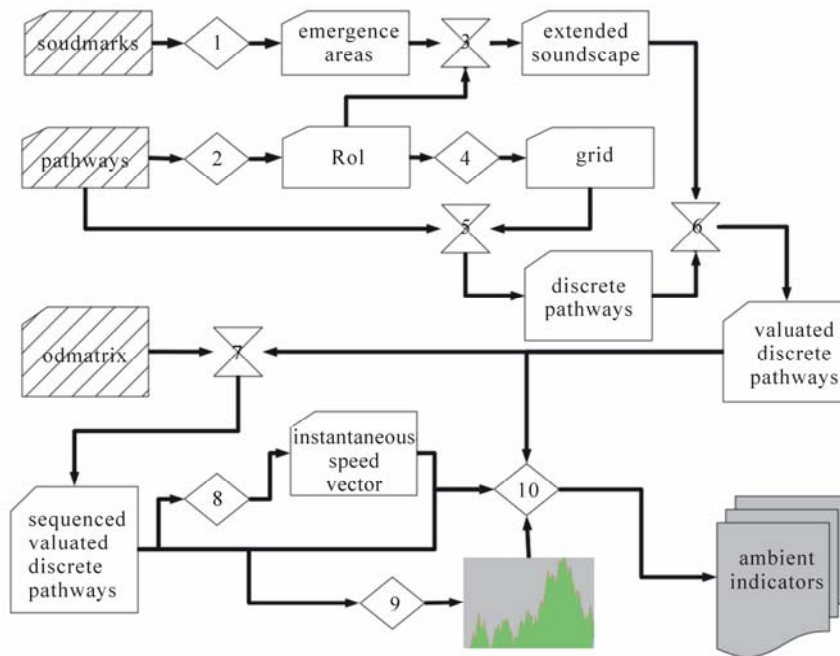 soudmarks
1
emergence
areas
3
extended
soundscape
pathways
2
RoI
4
grid
5
6
discrete
pathways
odmatrix
7
valuated
discrete
pathways
instantaneous
speed
vector
8
10
sequenced
valuated
discrete
pathways
9
ambient
indicators